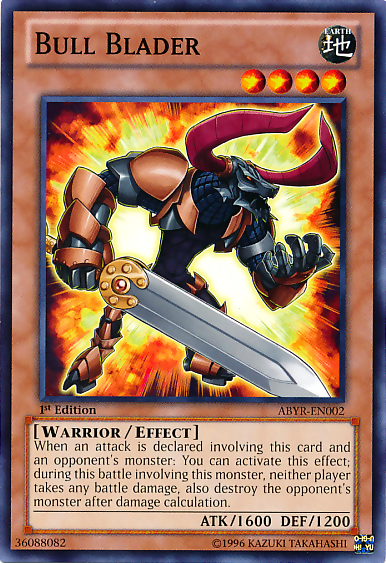 BULL BLADER
EARTH
地
1st Edition
ABYR-EN002
[WARRIOR/EFFECT]
When an attack is declared involving this card and
an opponent's monster: You can activate this effect;
during this battle involving this monster, neither player
takes any battle damage, also destroy the opponent's
monster after damage calculation.
ATK/1600 DEF/1200
36088082
©1996 KAZUKI TAKAHASHI